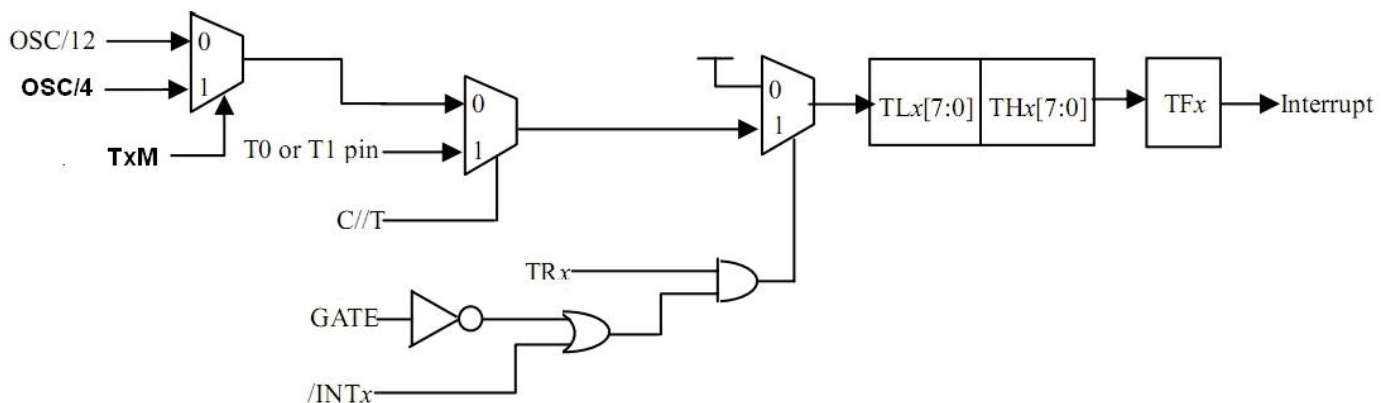 OSC/12
0
OSC/4
1
TxM
0
T0 or T1 pin
1
C//T
0
1
TLx[7:0]
THx[7:0]
TFx
Interrupt
TRx
GATE
/INTx